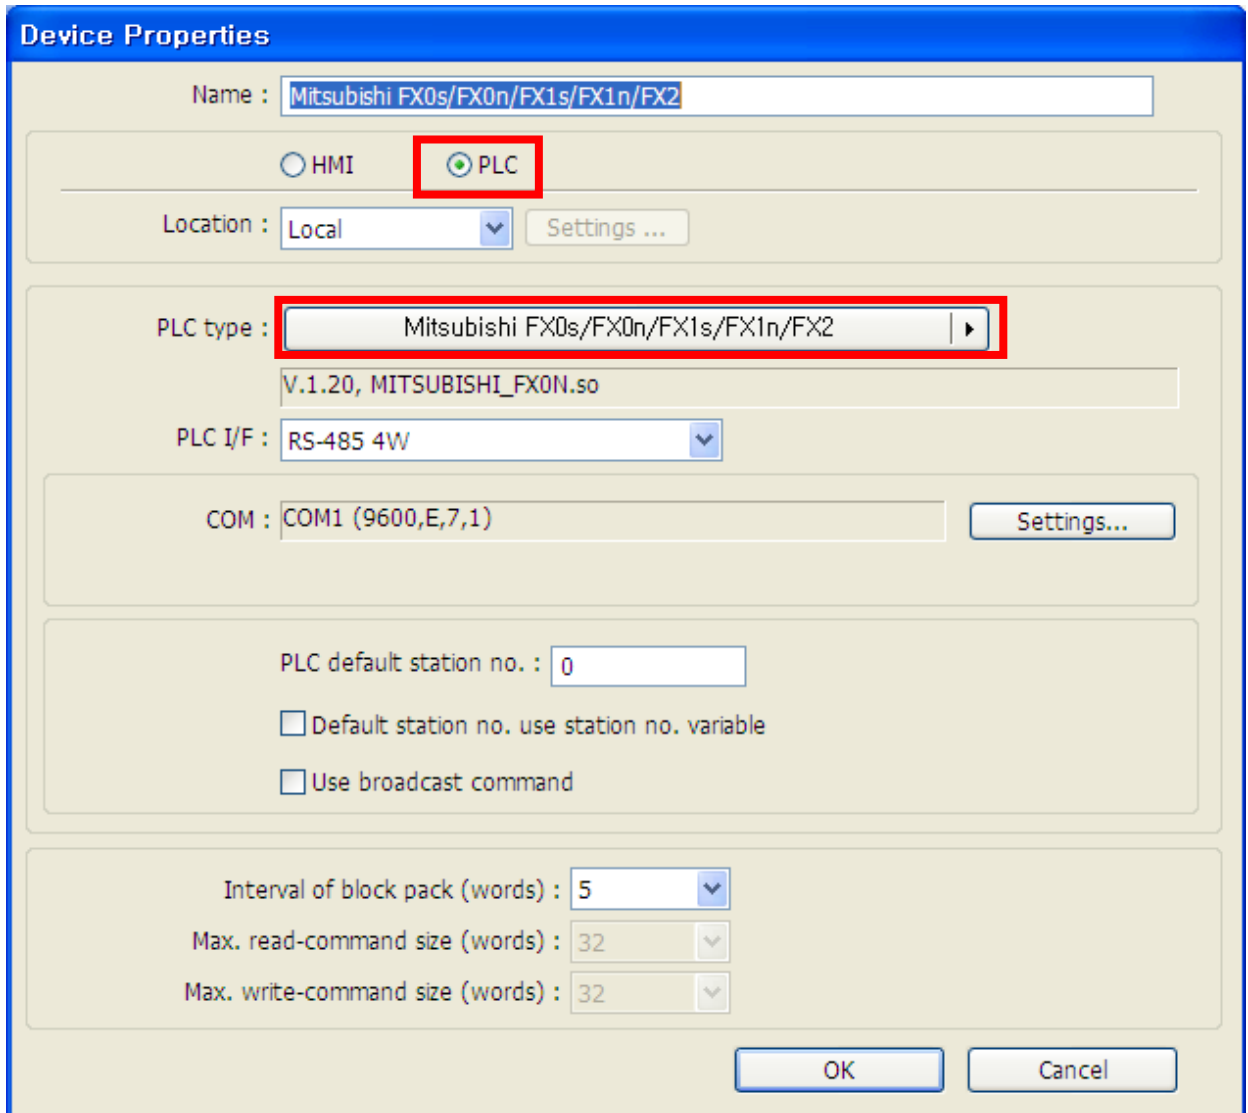 Device Properties
Name : Mitsubishi FX0s/FX0n/FX1s/FX1n/FX2
HMI PLC
Location : Local Settings ...
PLC type : Mitsubishi FX0s/FX0n/FX1s/FX1n/FX2
V.1.20, MITSUBISHI_FX0N.so
PLC I/F : RS-485 4W
COM : COM1 (9600,E,7,1) Settings...
PLC default station no. : 0
Default station no. use station no. variable
Use broadcast command
Interval of block pack (words) : 5
Max. read-command size (words) : 32
Max. write-command size (words) : 32
OK Cancel